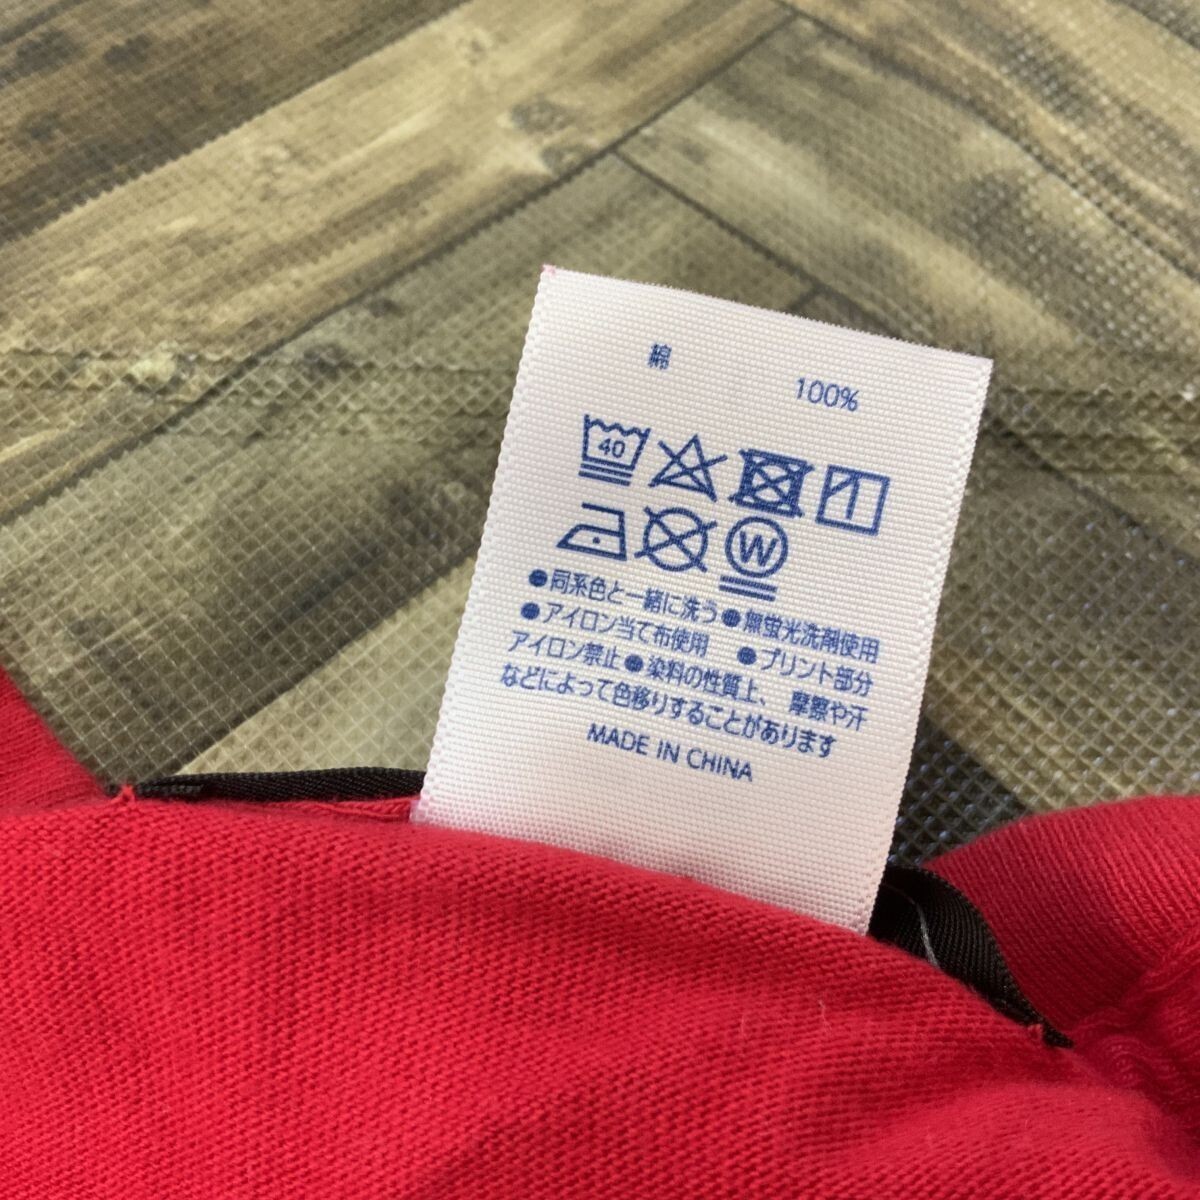 綿 100%
40
W
●同系色と一緒に洗う●無蛍光洗剤使用
●アイロン当て布使用 ●プリント部分
アイロン禁止●染料の性質上、摩擦や汗
などによって色移りすることがあります
MADE IN CHINA